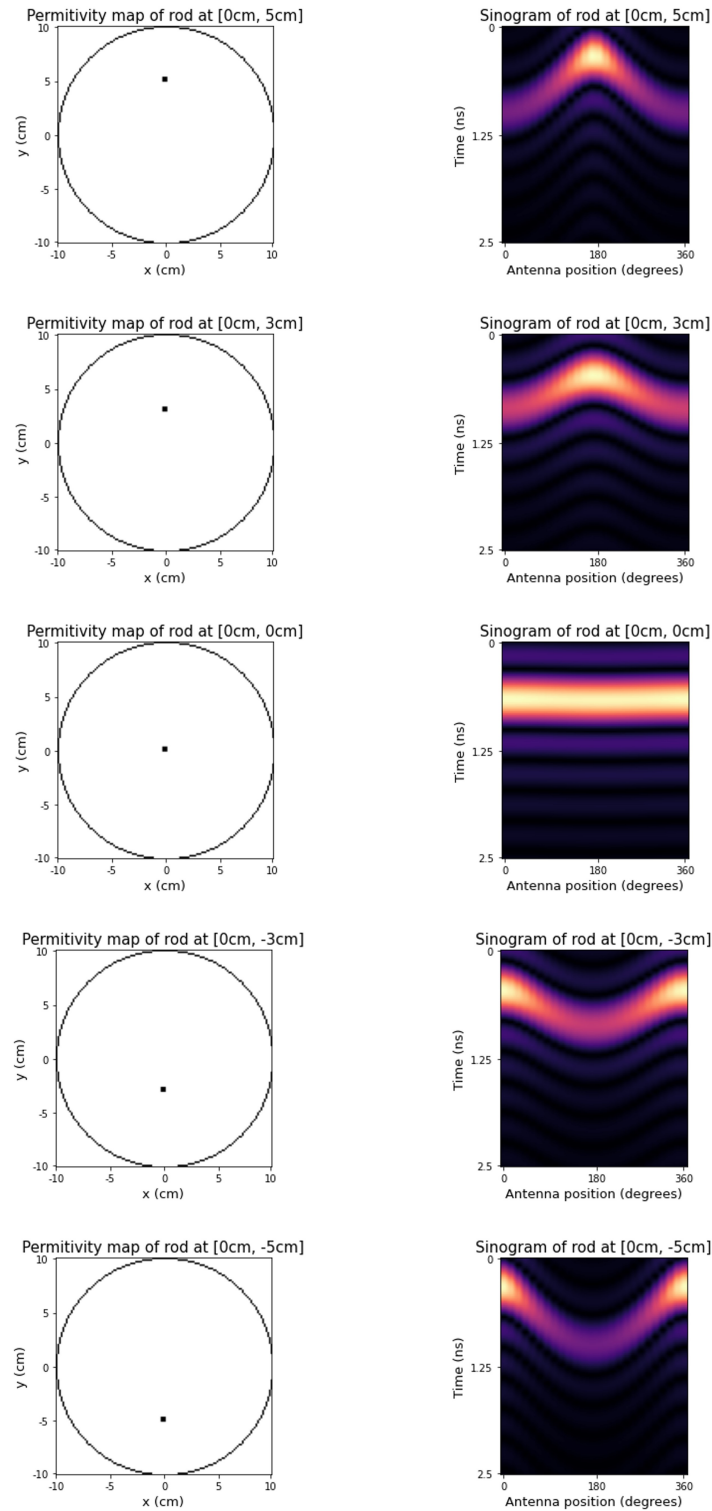 Permitivity map of rod at [0cm, 5cm]
10
5
0
-5
-10
y (cm)
-10 -5 0 5 10
x (cm)
Sinogram of rod at [0cm, 5cm]
0
1.25
2.5
Time (ns)
0 180 360
Antenna position (degrees)
Permitivity map of rod at [0cm, 3cm]
10
5
0
-5
-10
y (cm)
-10 -5 0 5 10
x (cm)
Sinogram of rod at [0cm, 3cm]
0
1.25
2.5
Time (ns)
0 180 360
Antenna position (degrees)
Permitivity map of rod at [0cm, 0cm]
10
5
0
-5
-10
y (cm)
-10 -5 0 5 10
x (cm)
Sinogram of rod at [0cm, 0cm]
0
1.25
2.5
Time (ns)
0 180 360
Antenna position (degrees)
Permitivity map of rod at [0cm, -3cm]
10
5
0
-5
-10
y (cm)
-10 -5 0 5 10
x (cm)
Sinogram of rod at [0cm, -3cm]
0
1.25
2.5
Time (ns)
0 180 360
Antenna position (degrees)
Permitivity map of rod at [0cm, -5cm]
10
5
0
-5
-10
y (cm)
-10 -5 0 5 10
x (cm)
Sinogram of rod at [0cm, -5cm]
0
1.25
2.5
Time (ns)
0 180 360
Antenna position (degrees)